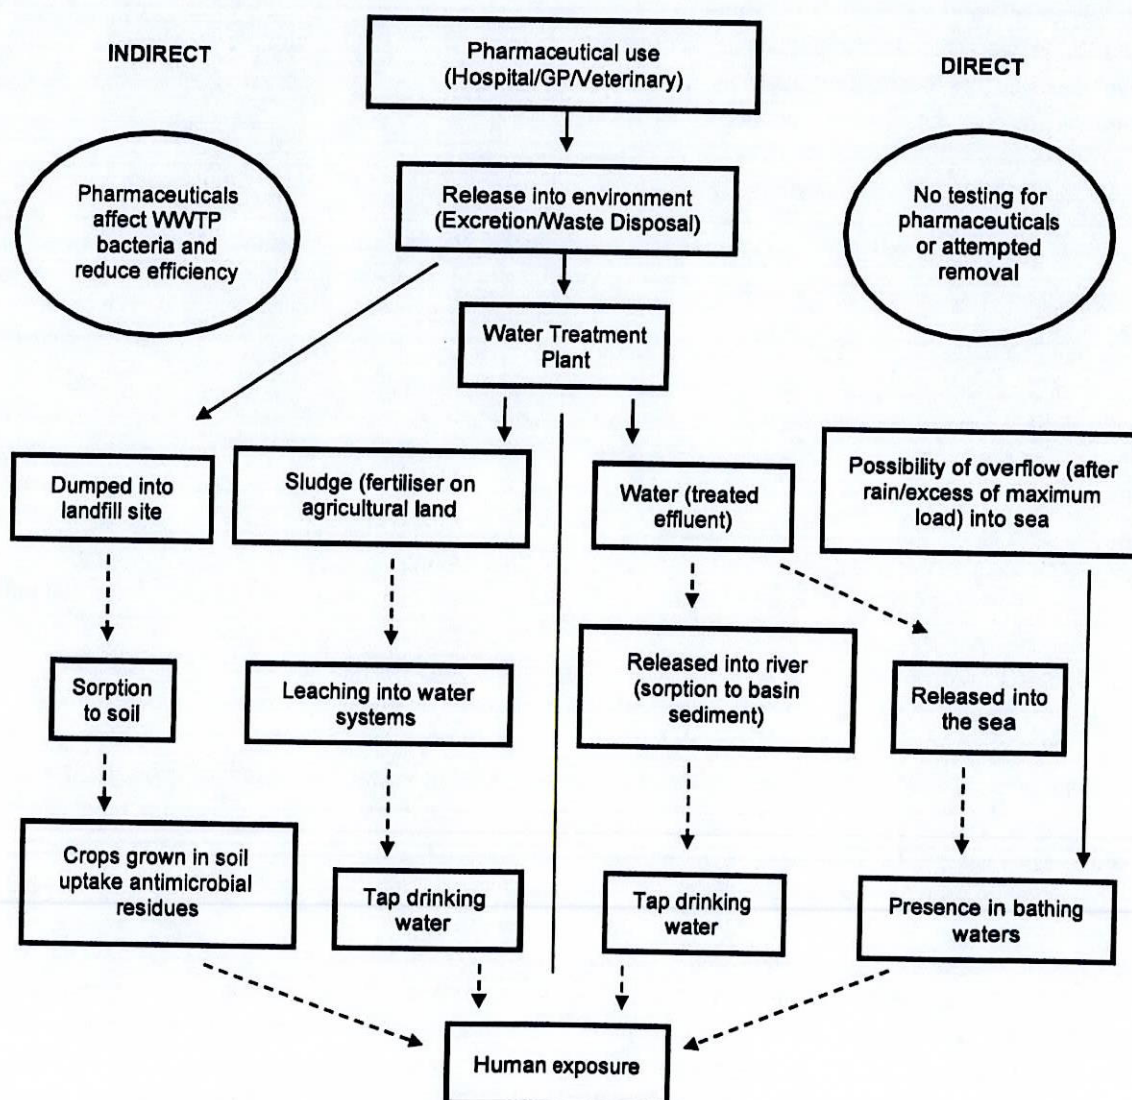 INDIRECT
Pharmaceutical use
(Hospital/GP/Veterinary)
DIRECT
Pharmaceuticals
affect WWTP
bacteria and
reduce efficiency
Release into environment
(Excretion/Waste Disposal)
No testing for
pharmaceuticals
or attempted
removal
Water Treatment
Plant
Dumped into
landfill site
Sludge (fertiliser on
agricultural land
Water (treated
effluent)
Possibility of overflow (after
rain/excess of maximum
load) into sea
Sorption
to soil
Leaching into water
systems
Released into river
(sorption to basin
sediment)
Released into
the sea
Crops grown in soil
uptake antimicrobial
residues
Tap drinking
water
Tap drinking
water
Presence in bathing
waters
Human exposure